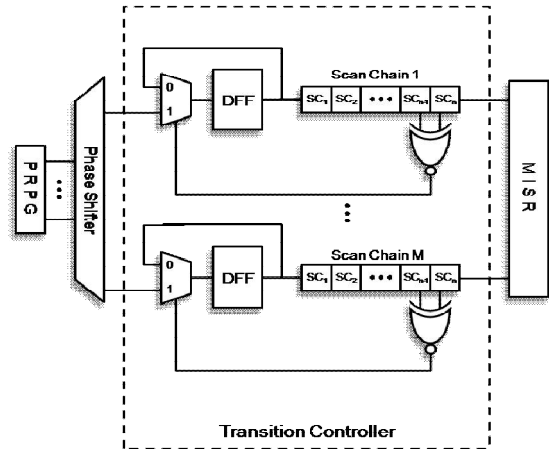 PRPG
•••
Phase Shifter
0
1
DFF
Scan Chain 1
SC1 SC2 ••• SCn-1 SCn
•••
0
1
DFF
Scan Chain M
SC1 SC2 ••• SCn-1 SCn
MISR
Transition Controller